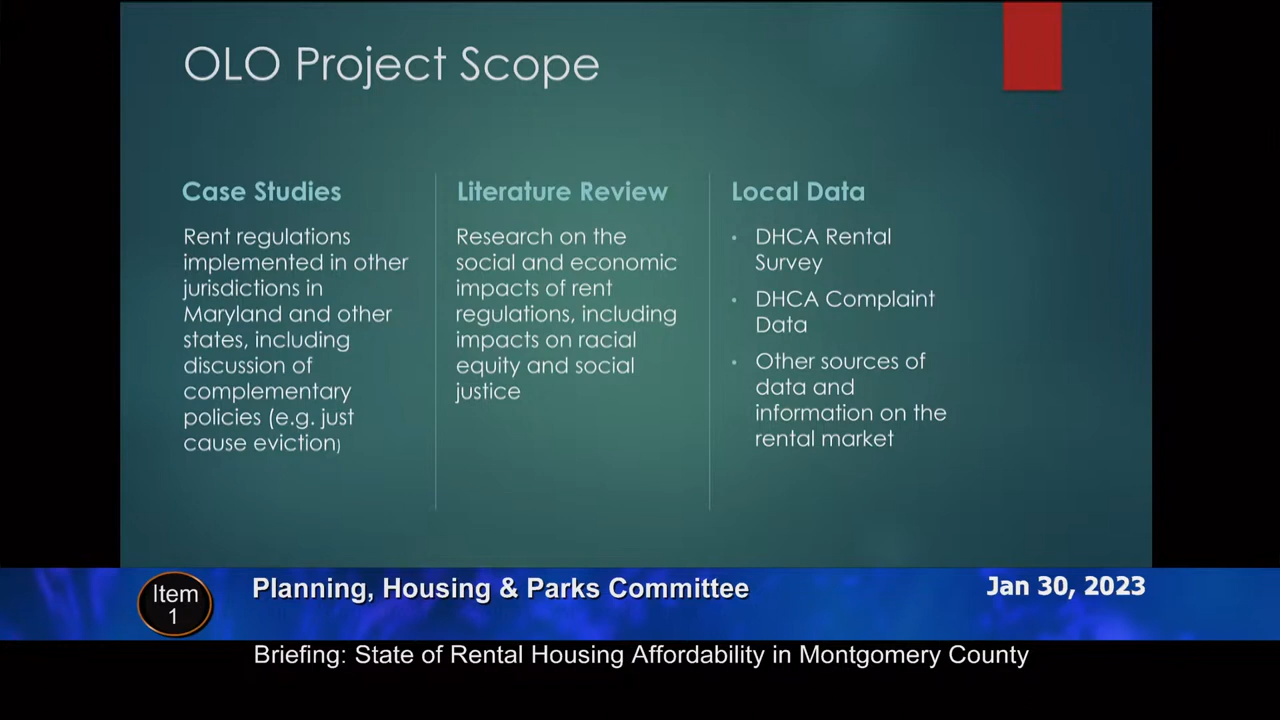 OLO Project Scope
Case Studies
Rent regulations
implemented in other
jurisdictions in
Maryland and other
states, including
discussion of
complementary
policies (e.g. just
cause eviction)
Literature Review
Research on the
social and economic
impacts of rent
regulations, including
impacts on racial
equity and social
justice
Local Data
• DHCA Rental
Survey
• DHCA Complaint
Data
• Other sources of
data and
information on the
rental market
Item
1
Planning, Housing & Parks Committee
Jan 30, 2023
Briefing: State of Rental Housing Affordability in Montgomery County